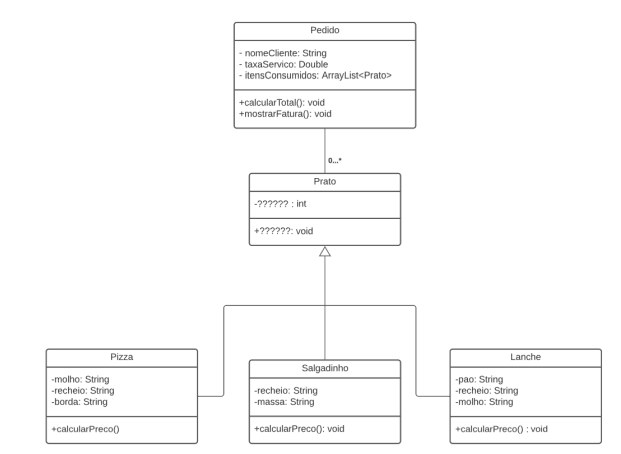 Pedido
- nomeCliente: String
- taxaServico: Double
- itensConsumidos: ArrayList<Prato>
+calcularTotal(): void
+mostrarFatura(): void
0...*
Prato
-?????? : int
+??????: void
Pizza
-molho: String
-recheio: String
-borda: String
+calcularPreco()
Salgadinho
-recheio: String
-massa: String
+calcularPreco(): void
Lanche
-pao: String
-recheio: String
-molho: String
+calcularPreco() : void